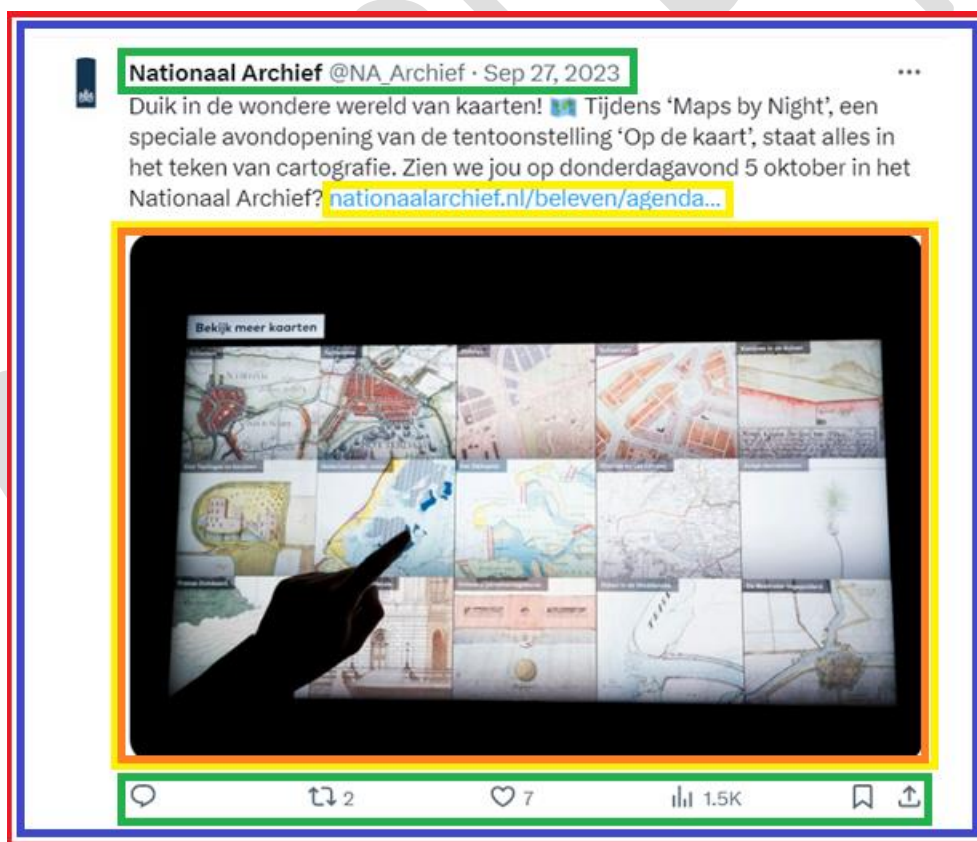 Nationaal Archief @NA_Archief · Sep 27, 2023
Duik in de wondere wereld van kaarten! 🗺️ Tijdens ‘Maps by Night’, een
speciale avondopening van de tentoonstelling ‘Op de kaart’, staat alles in
het teken van cartografie. Zien we jou op donderdagavond 5 oktober in het
Nationaal Archief? nationaalarchief.nl/beleven/agenda...
Bekijk meer kaarten
2 7 1.5K